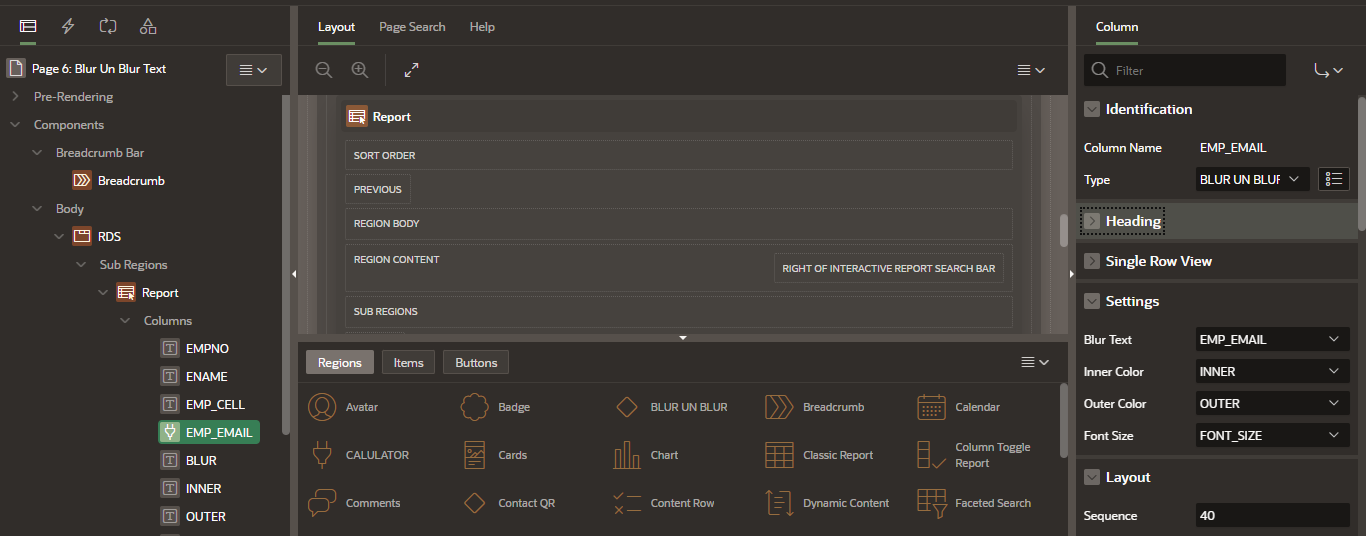 Layout
Page Search
Help
Column
Page 6: Blur Un Blur Text
Pre-Rendering
Components
Breadcrumb Bar
Breadcrumb
Body
RDS
Sub Regions
Report
Columns
EMPNO
ENAME
EMP_CELL
EMP_EMAIL
BLUR
INNER
OUTER
Report
SORT ORDER
PREVIOUS
REGION BODY
REGION CONTENT
RIGHT OF INTERACTIVE REPORT SEARCH BAR
SUB REGIONS
Regions
Items
Buttons
Avatar
Badge
BLUR UN BLUR
Breadcrumb
Calendar
CALULATOR
Cards
Chart
Classic Report
Column Toggle
Report
Comments
Contact QR
Content Row
Dynamic Content
Faceted Search
Filter
Identification
Column Name
EMP_EMAIL
Type
BLUR UN BLUF
Heading
Single Row View
Settings
Blur Text
EMP_EMAIL
Inner Color
INNER
Outer Color
OUTER
Font Size
FONT_SIZE
Layout
Sequence
40